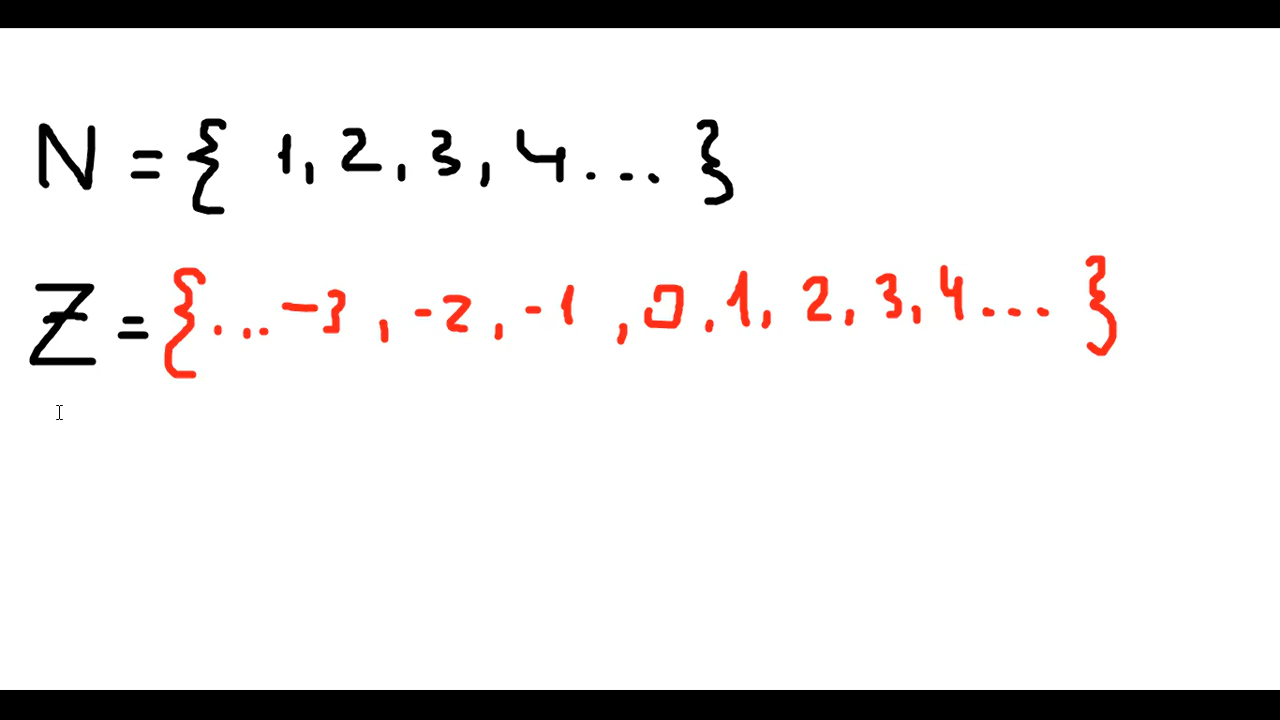 N = { 1, 2, 3, 4 ... }
Z = { ... -3, -2, -1, 0, 1, 2, 3, 4 ... }